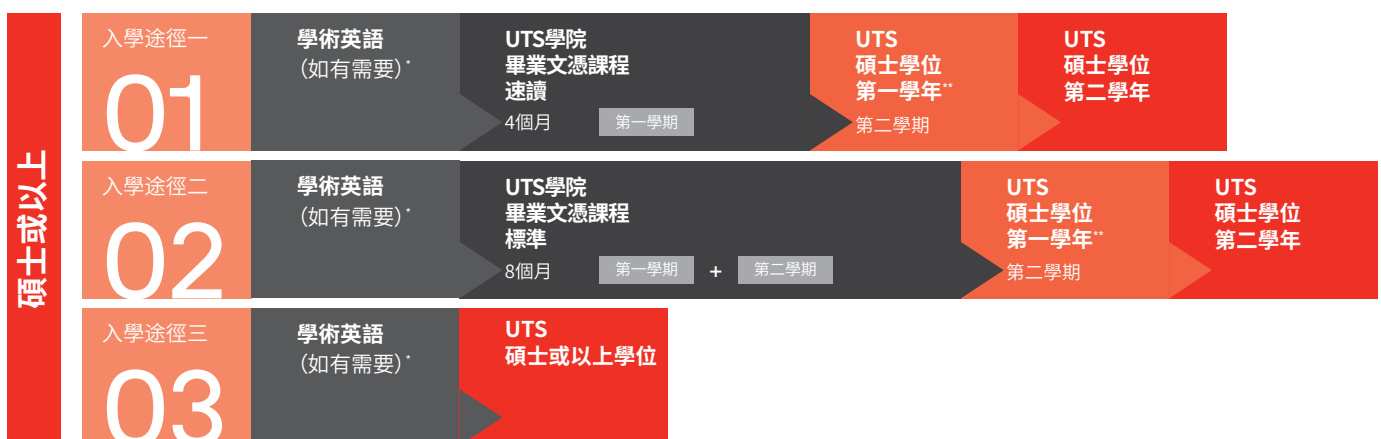 碩士或以上
入學途徑一
01
學術英語
（如有需要）*
UTS學院
畢業文憑課程
速讀
4個月
第一學期
UTS
碩士學位
第一學年**
第二學期
UTS
碩士學位
第二學年
入學途徑二
02
學術英語
（如有需要）*
UTS學院
畢業文憑課程
標準
8個月
第一學期 + 第二學期
UTS
碩士學位
第一學年**
第二學期
UTS
碩士學位
第二學年
入學途徑三
03
學術英語
（如有需要）*
UTS
碩士或以上學位